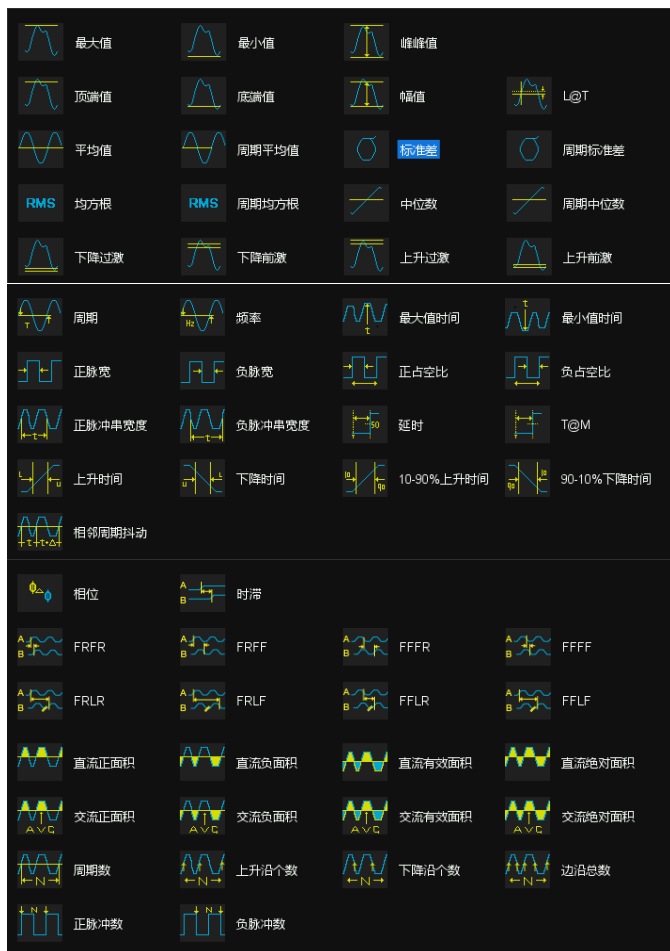 最大值 最小值 峰峰值
顶端值 底端值 幅值 L@T
平均值 周期平均值 标准差 周期标准差
RMS 均方根 RMS 周期均方根 中位数 周期中位数
下降过激 下降前激 上升过激 上升前激
T 周期 Hz 频率 t 最大值时间 t 最小值时间
正脉宽 负脉宽 正占空比 负占空比
t 正脉冲串宽度 t 负脉冲串宽度 50 延时 T@M
L U 上升时间 U L 下降时间 10 90 10-90%上升时间 90 10 90-10%下降时间
t t+Δ 相邻周期抖动
Φ Δ Φ 相位 A B 时滞
A B FRFR A B FRFF A B FFFR A B FFFF
A B FRLR A B FRLF A B FFLR A B FFLF
直流正面积 直流负面积 直流有效面积 直流绝对面积
AVG 交流正面积 AVG 交流负面积 AVG 交流有效面积 AVG 交流绝对面积
N 周期数 N 上升沿个数 N 下降沿个数 N 边沿总数
N 正脉冲数 N 负脉冲数